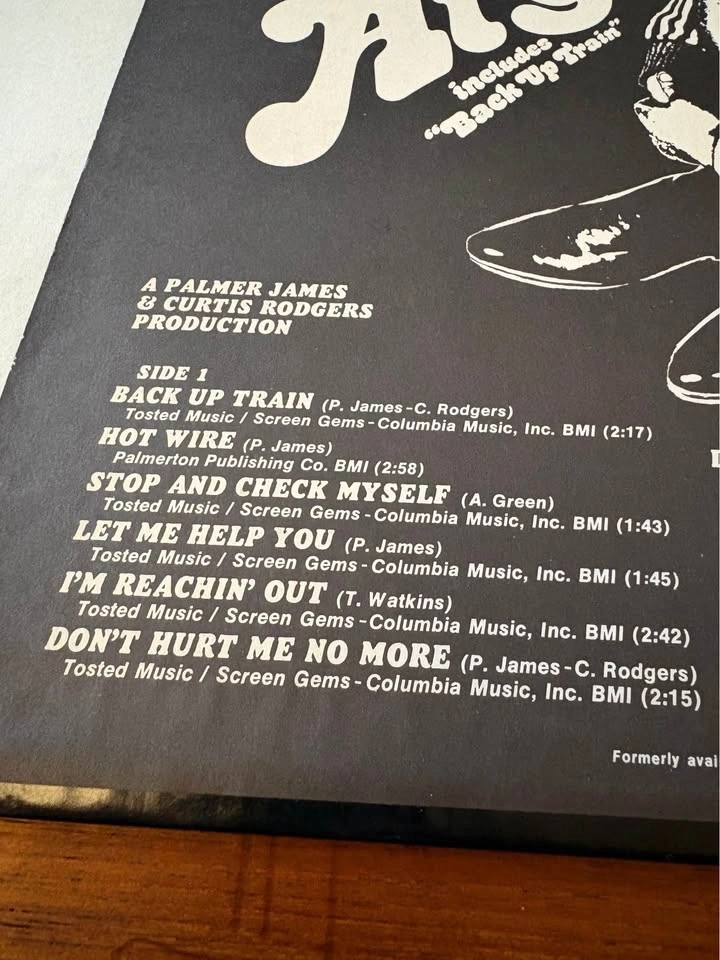 includes
"Back Up Train"
A PALMER JAMES
& CURTIS RODGERS
PRODUCTION
SIDE 1
BACK UP TRAIN (P. James-C. Rodgers)
Tosted Music / Screen Gems-Columbia Music, Inc. BMI (2:17)
HOT WIRE (P. James)
Palmerton Publishing Co. BMI (2:58)
STOP AND CHECK MYSELF (A. Green)
Tosted Music / Screen Gems-Columbia Music, Inc. BMI (1:43)
LET ME HELP YOU (P. James)
Tosted Music / Screen Gems-Columbia Music, Inc. BMI (1:45)
I'M REACHIN' OUT (T. Watkins)
Tosted Music / Screen Gems-Columbia Music, Inc. BMI (2:42)
DON'T HURT ME NO MORE (P. James-C. Rodgers)
Tosted Music / Screen Gems-Columbia Music, Inc. BMI (2:15)
Formerly avai